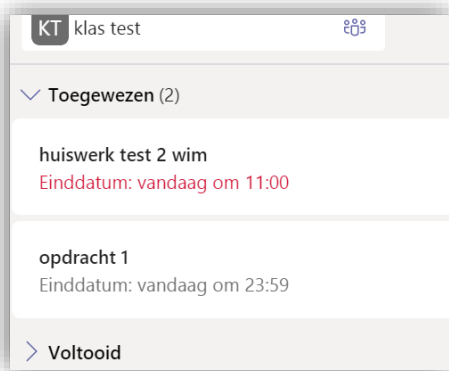 KT klas test
Toegewezen (2)
huiswerk test 2 wim
Einddatum: vandaag om 11:00
opdracht 1
Einddatum: vandaag om 23:59
Voltooid